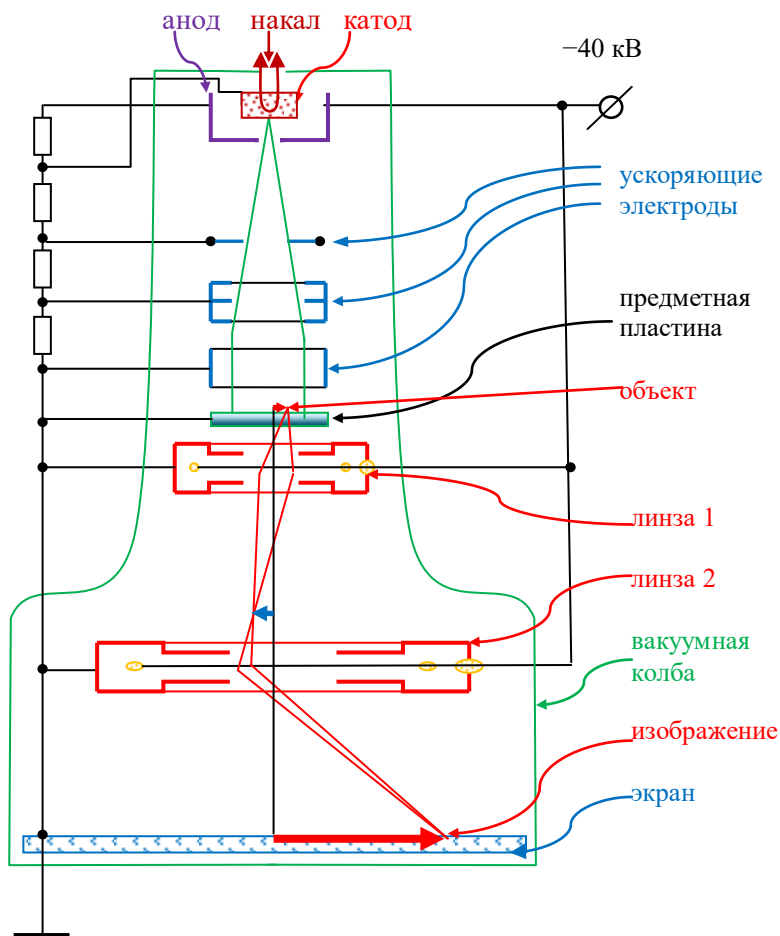 анод накал катод
−40 кВ
ускоряющие
электроды
предметная
пластина
объект
линза 1
линза 2
вакуумная
колба
изображение
экран